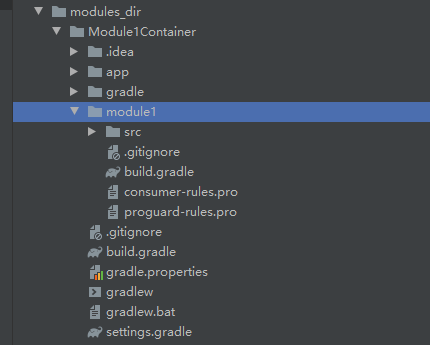 modules_dir
Module1Container
.idea
app
gradle
module1
src
.gitignore
build.gradle
consumer-rules.pro
proguard-rules.pro
.gitignore
build.gradle
gradle.properties
gradlew
gradlew.bat
settings.gradle